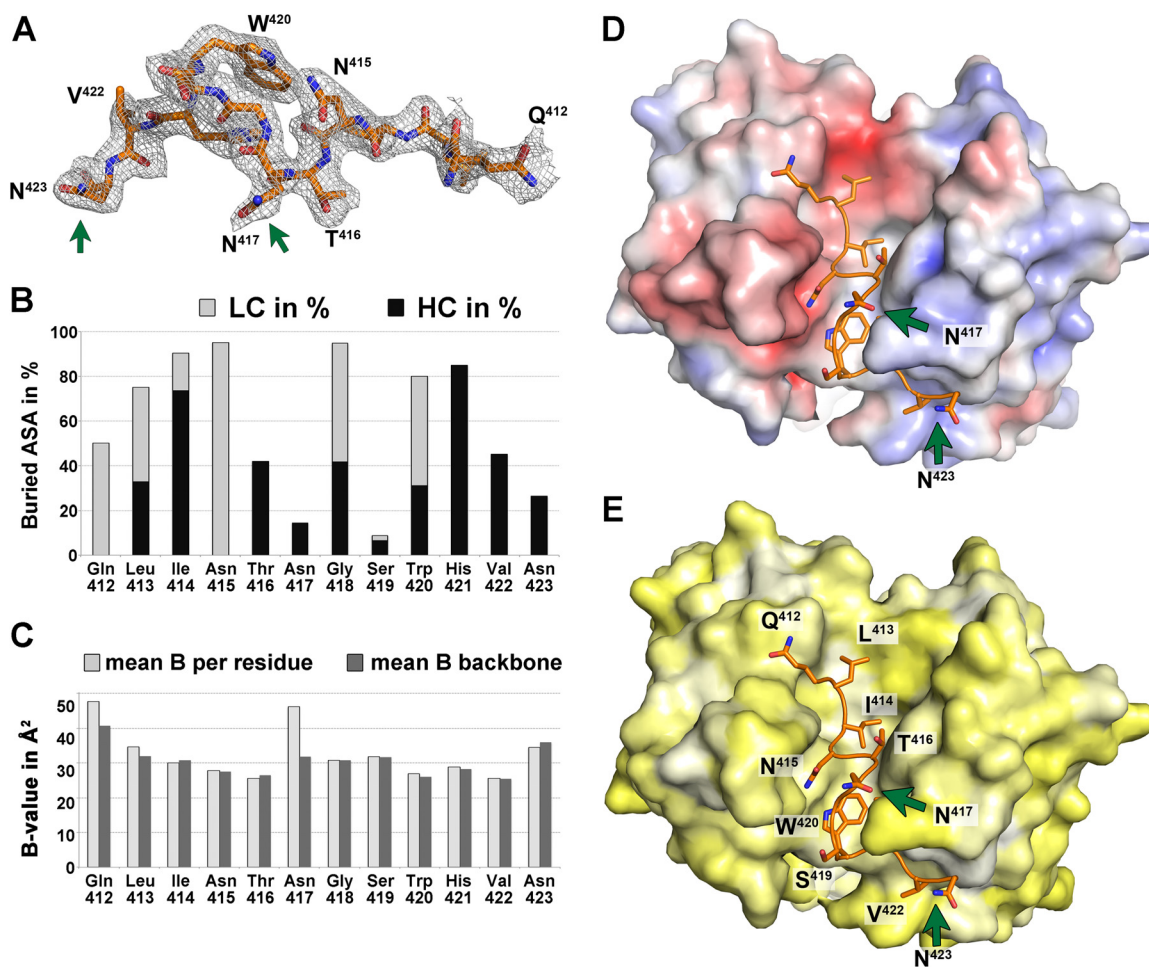 A
W420
N415
V422
Q412
N423
N417
T416
B
LC in %
HC in %
Buried ASA in %
100
80
60
40
20
0
Gln Leu Ile Asn Thr Asn Gly Ser Trp His Val Asn
412 413 414 415 416 417 418 419 420 421 422 423
C
mean B per residue
mean B backbone
B-value in Å²
50
40
30
20
10
0
Gln Leu Ile Asn Thr Asn Gly Ser Trp His Val Asn
412 413 414 415 416 417 418 419 420 421 422 423
D
N417
N423
E
Q412
L413
I414
T416
N415
N417
W420
S419
V422
N423